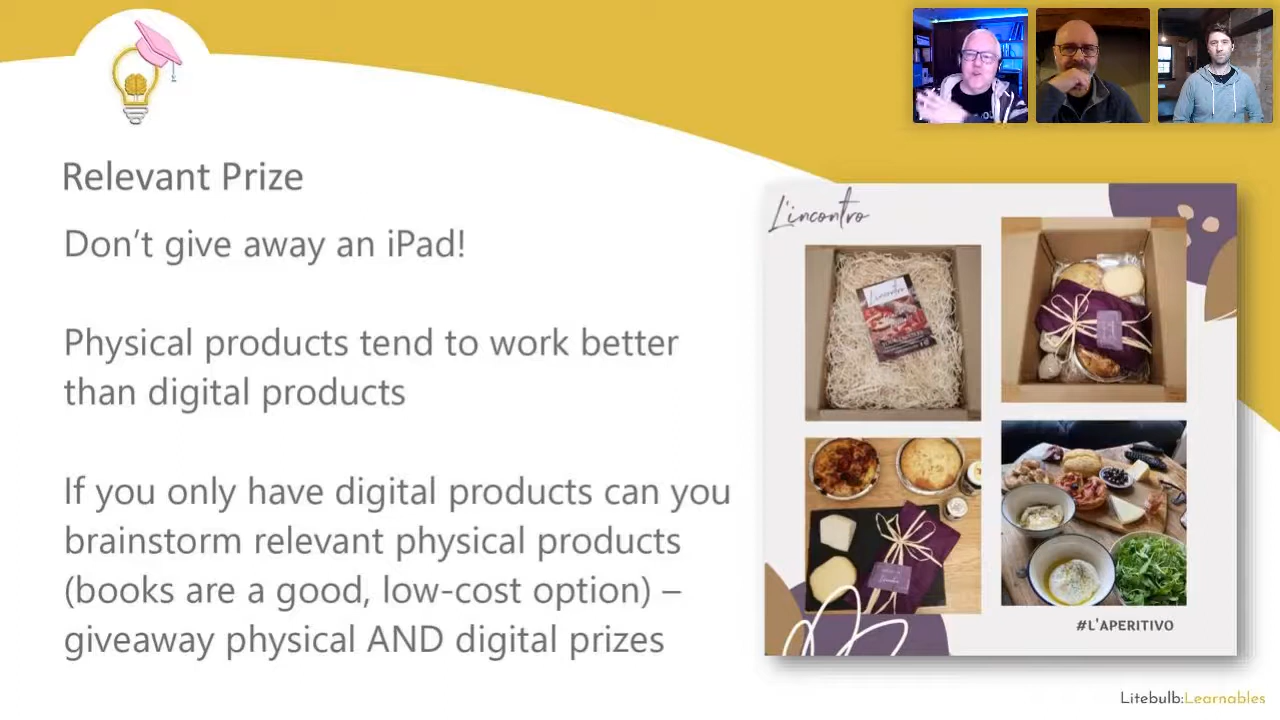 Relevant Prize
Don't give away an iPad!
Physical products tend to work better
than digital products
If you only have digital products can you
brainstorm relevant physical products
(books are a good, low-cost option) –
giveaway physical AND digital prizes
L'incontro
L'incontro
L'incontro
#L'APERITIVO
Litebulb:Learnables